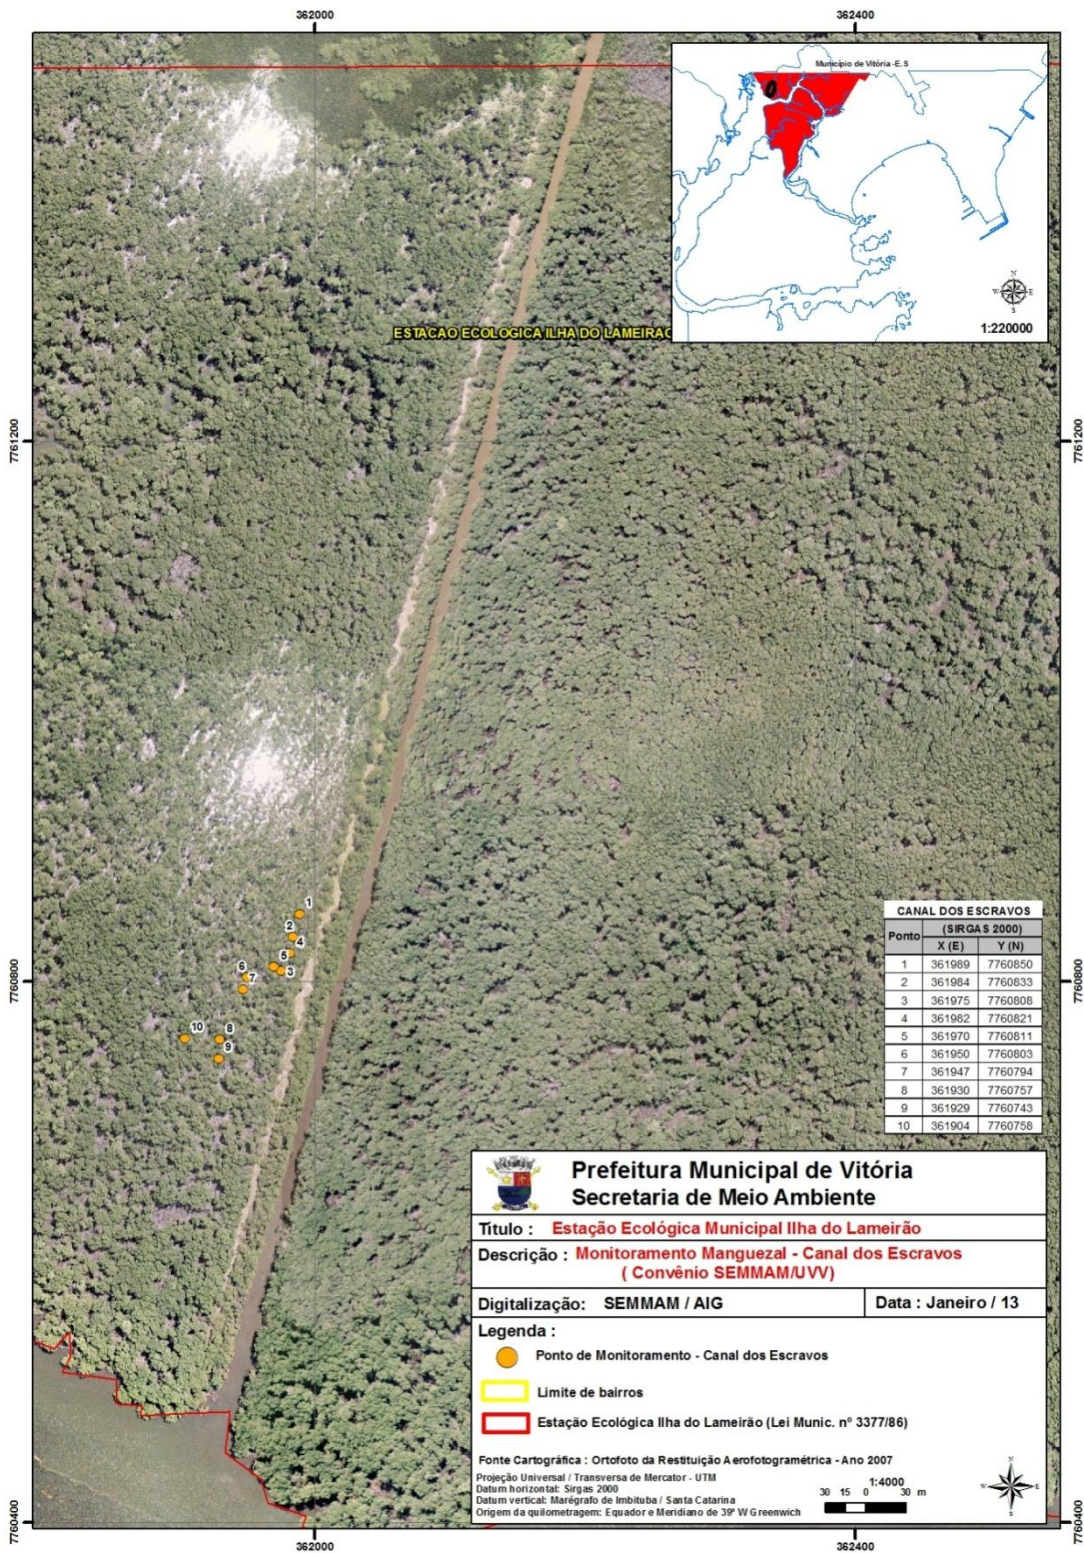 362000
362400
Município de Vitória -E.S
N
W E
S
1:220000
ESTACAO ECOLOGICA ILHA DO LAMEIRAO
7761200
7761200
1
2
4
5
3
6
7
10
8
9
7760800
7760800
CANAL DOS ESCRAVOS
Ponto
(SIRGAS 2000)
X (E) Y (N)
1 361989 7760850
2 361984 7760833
3 361975 7760808
4 361982 7760821
5 361970 7760811
6 361950 7760803
7 361947 7760794
8 361930 7760757
9 361929 7760743
10 361904 7760758
Prefeitura Municipal de Vitória
Secretaria de Meio Ambiente
Titulo : Estação Ecológica Municipal Ilha do Lameirão
Descrição : Monitoramento Manguezal - Canal dos Escravos
( Convênio SEMMAM/UVV)
Digitalização: SEMMAM / AIG
Data : Janeiro / 13
Legenda :
Ponto de Monitoramento - Canal dos Escravos
Limite de bairros
Estação Ecológica Ilha do Lameirão (Lei Munic. nº 3377/86)
Fonte Cartográfica : Ortofoto da Restituição Aerofotogramétrica - Ano 2007
Projeção Universal / Transversa de Mercator - UTM
Datum horizontal: Sirgas 2000
Datum vertical: Marégrafo de Imbituba / Santa Catarina
Origem da quilometragem: Equador e Meridiano de 39º W Greenwich
1:4000
30 15 0 30 m
N
W E
S
7760400
7760400
362000
362400